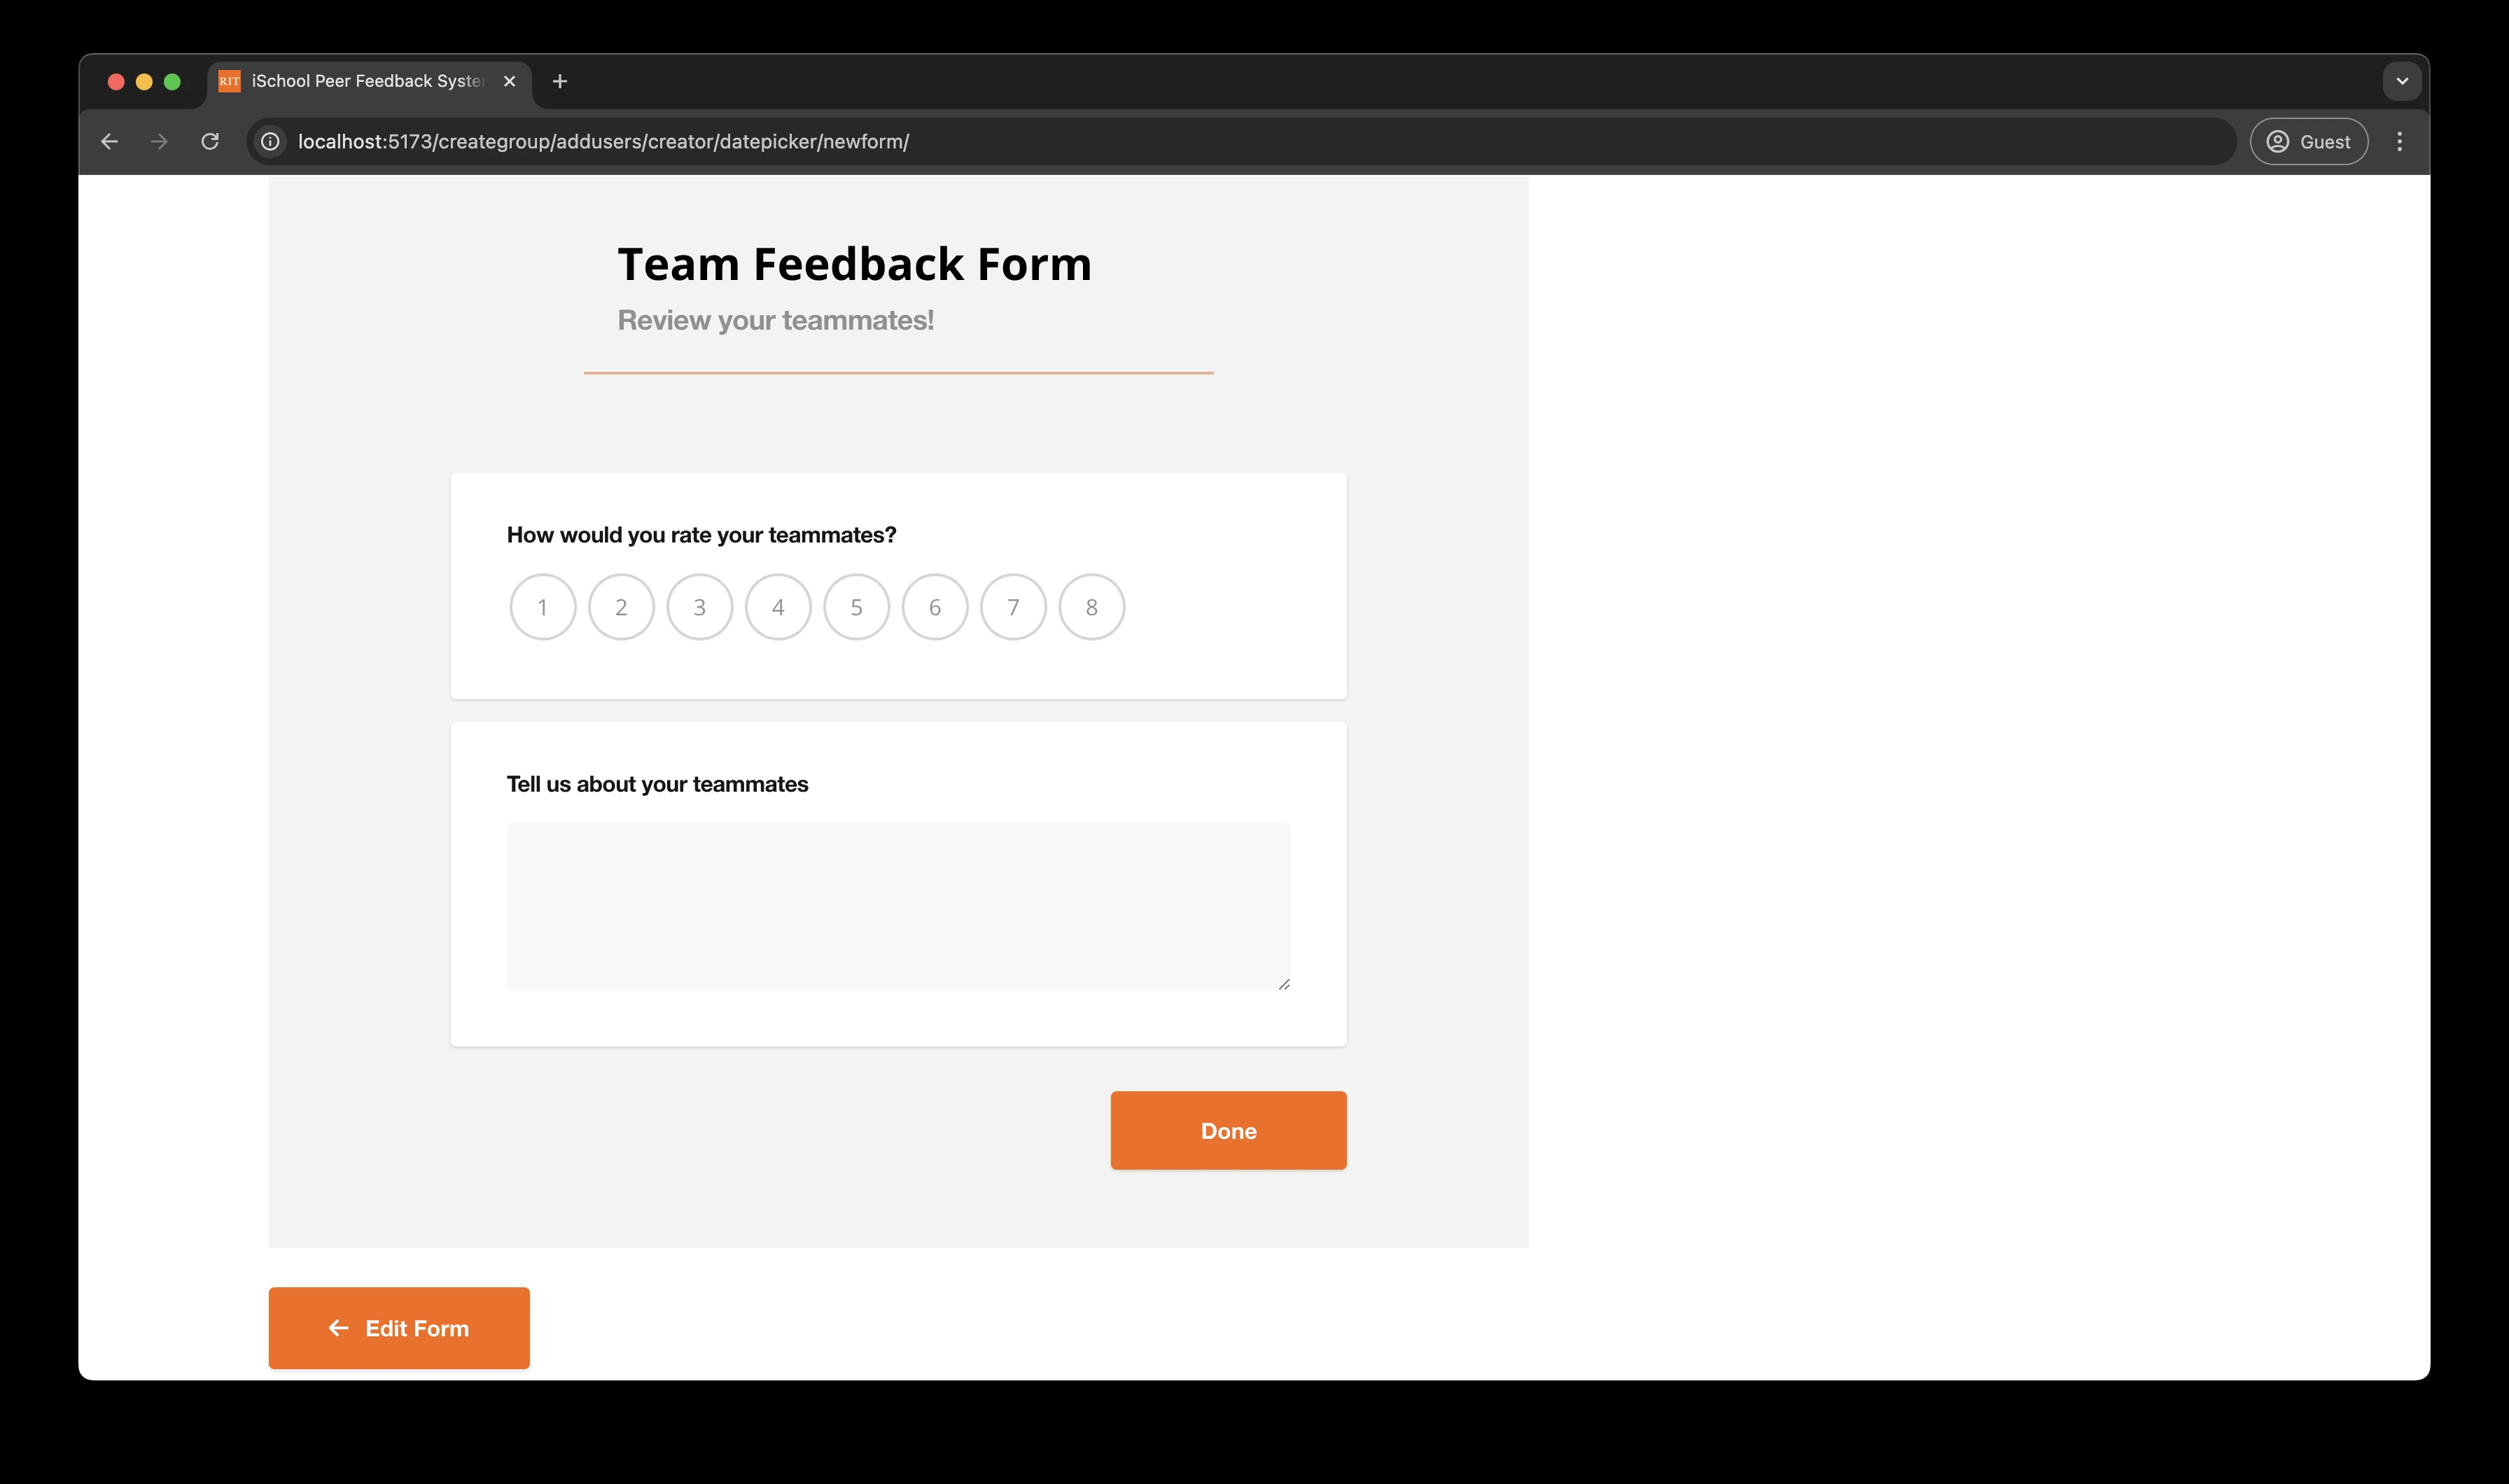 RIT iSchool Peer Feedback Syste
localhost:5173/creategroup/addusers/creator/datepicker/newform/
Guest
Team Feedback Form
Review your teammates!
How would you rate your teammates?
1 2 3 4 5 6 7 8
Tell us about your teammates
Done
Edit Form